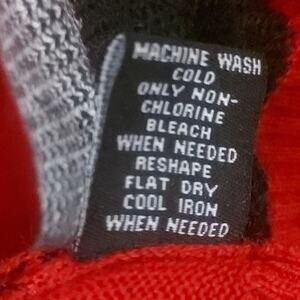 MACHINE WASH
COLD
ONLY NON-
CHLORINE
BLEACH
WHEN NEEDED
RESHAPE
FLAT DRY
COOL IRON
WHEN NEEDED